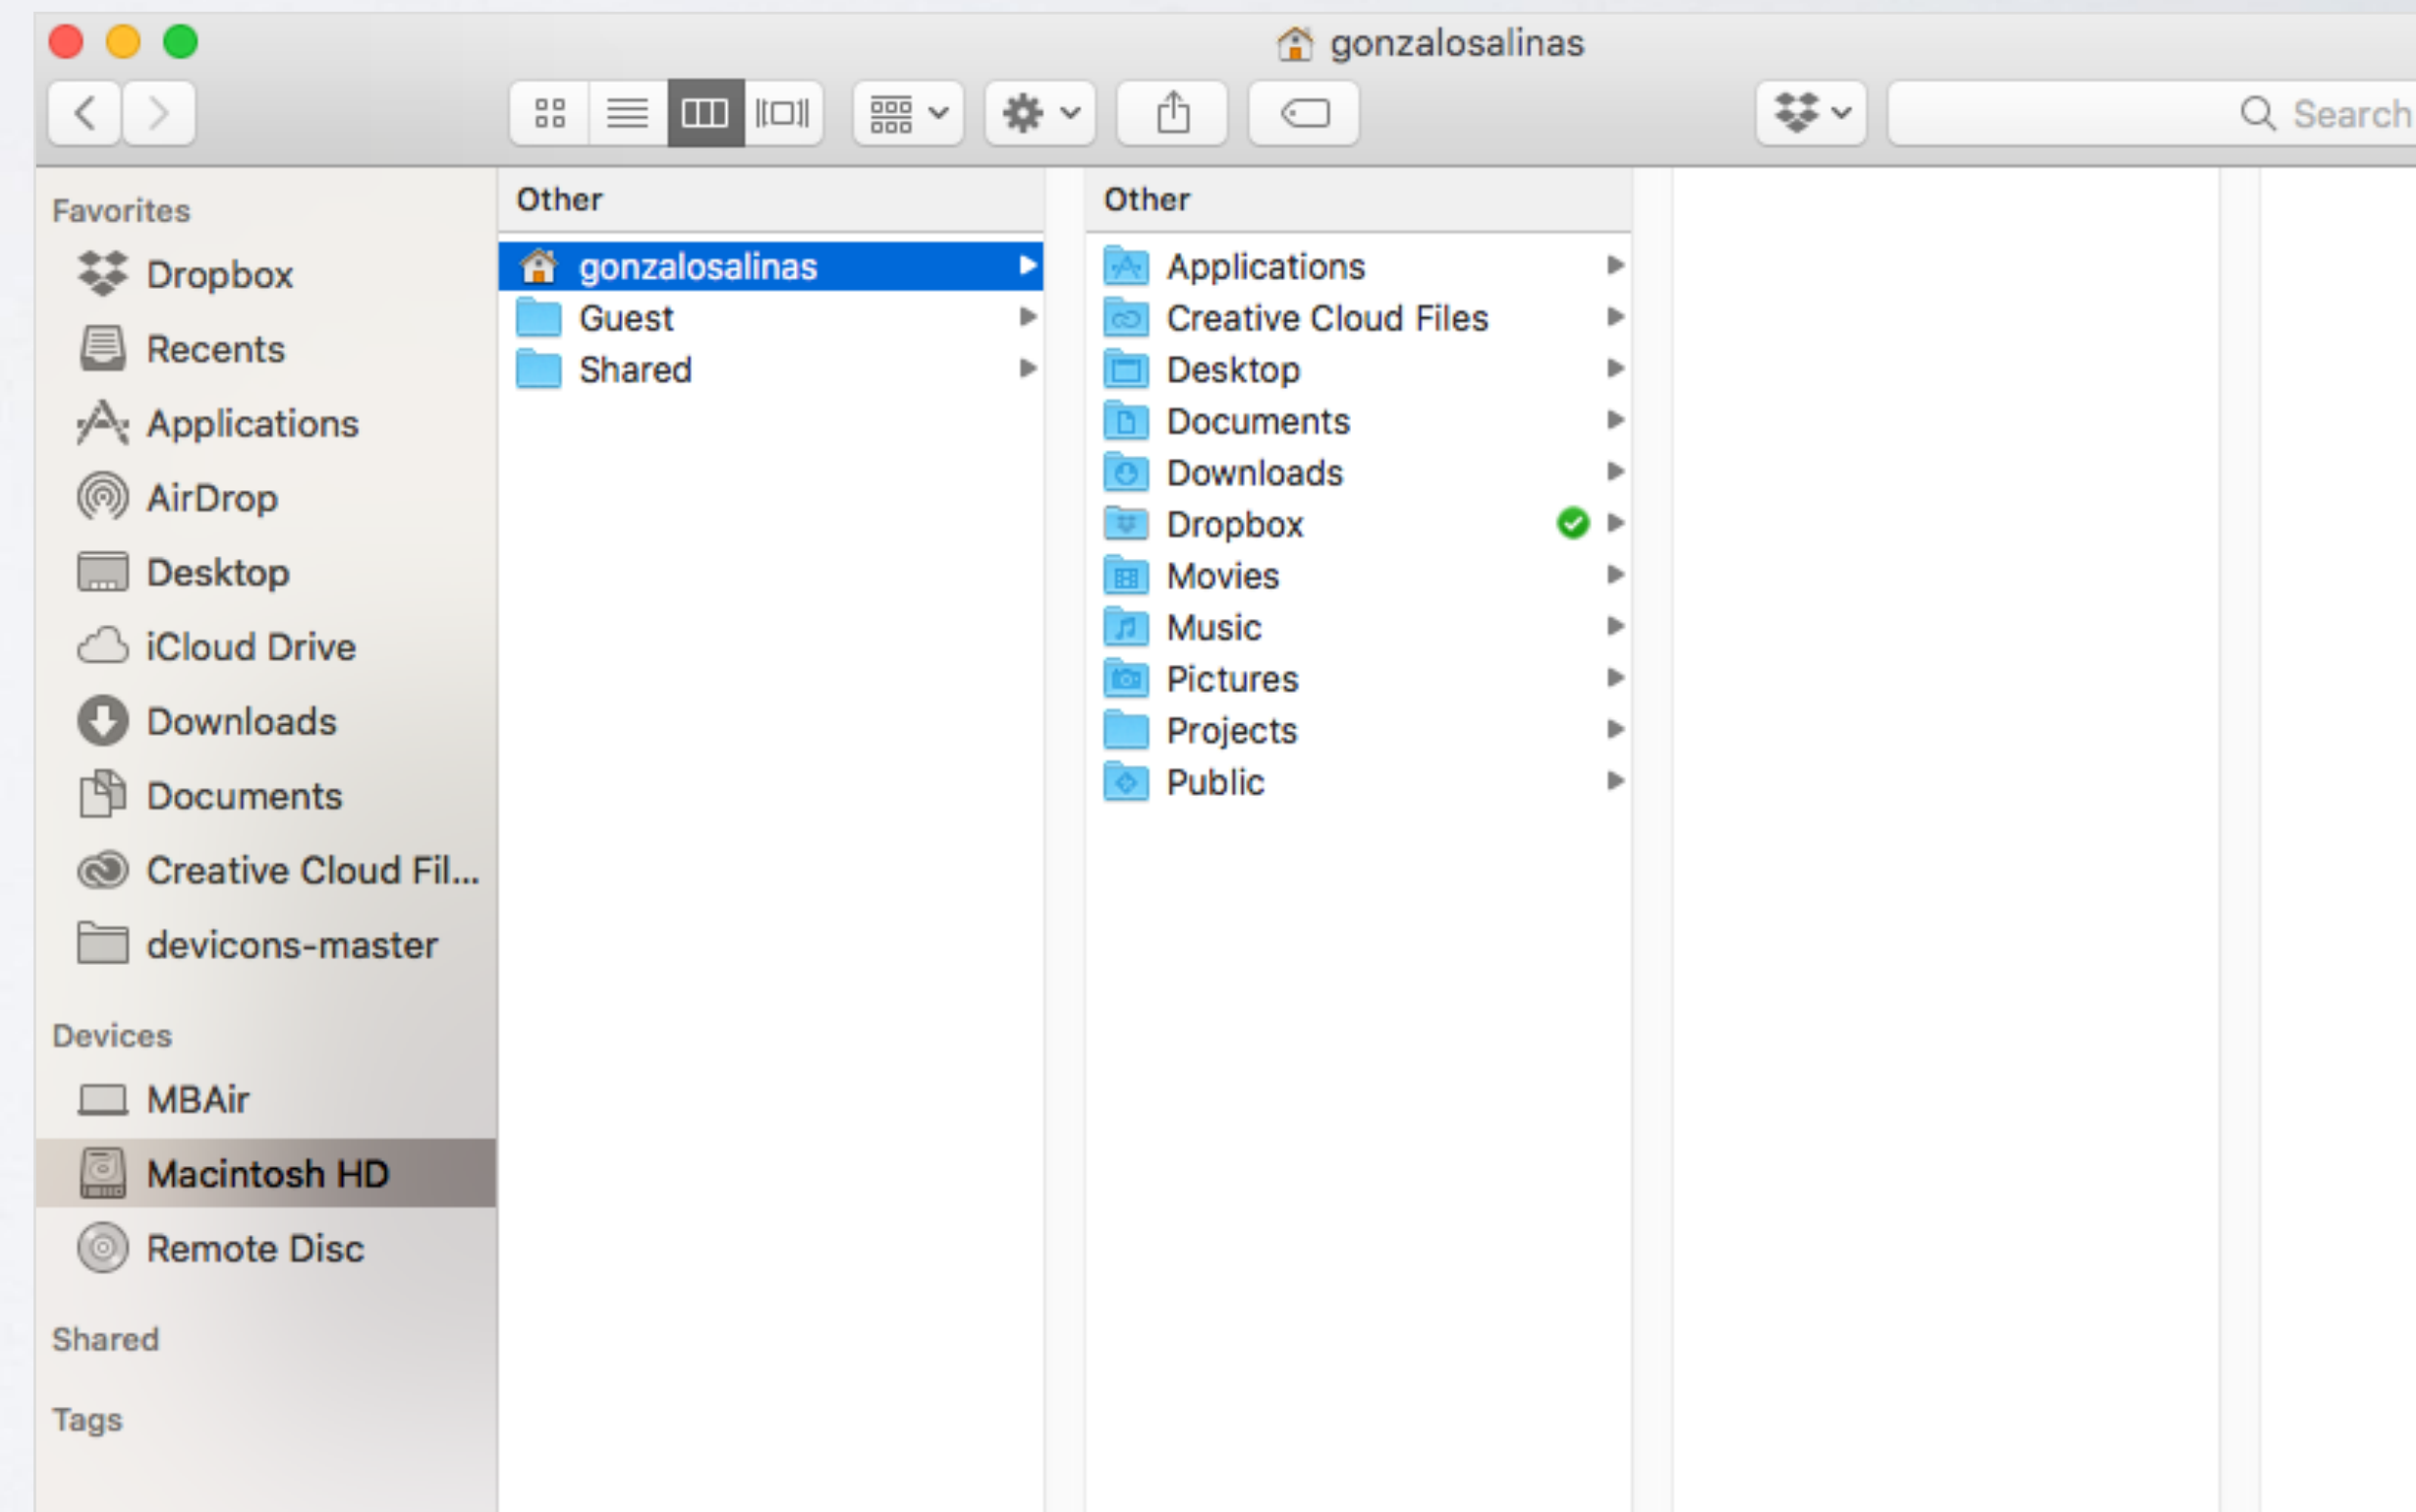 gonzalosalinas
Search
Favorites
Dropbox
Recents
Applications
AirDrop
Desktop
iCloud Drive
Downloads
Documents
Creative Cloud Fil...
devicons-master
Devices
MBAir
Macintosh HD
Remote Disc
Shared
Tags
Other
gonzalosalinas
Guest
Shared
Other
Applications
Creative Cloud Files
Desktop
Documents
Downloads
Dropbox
Movies
Music
Pictures
Projects
Public